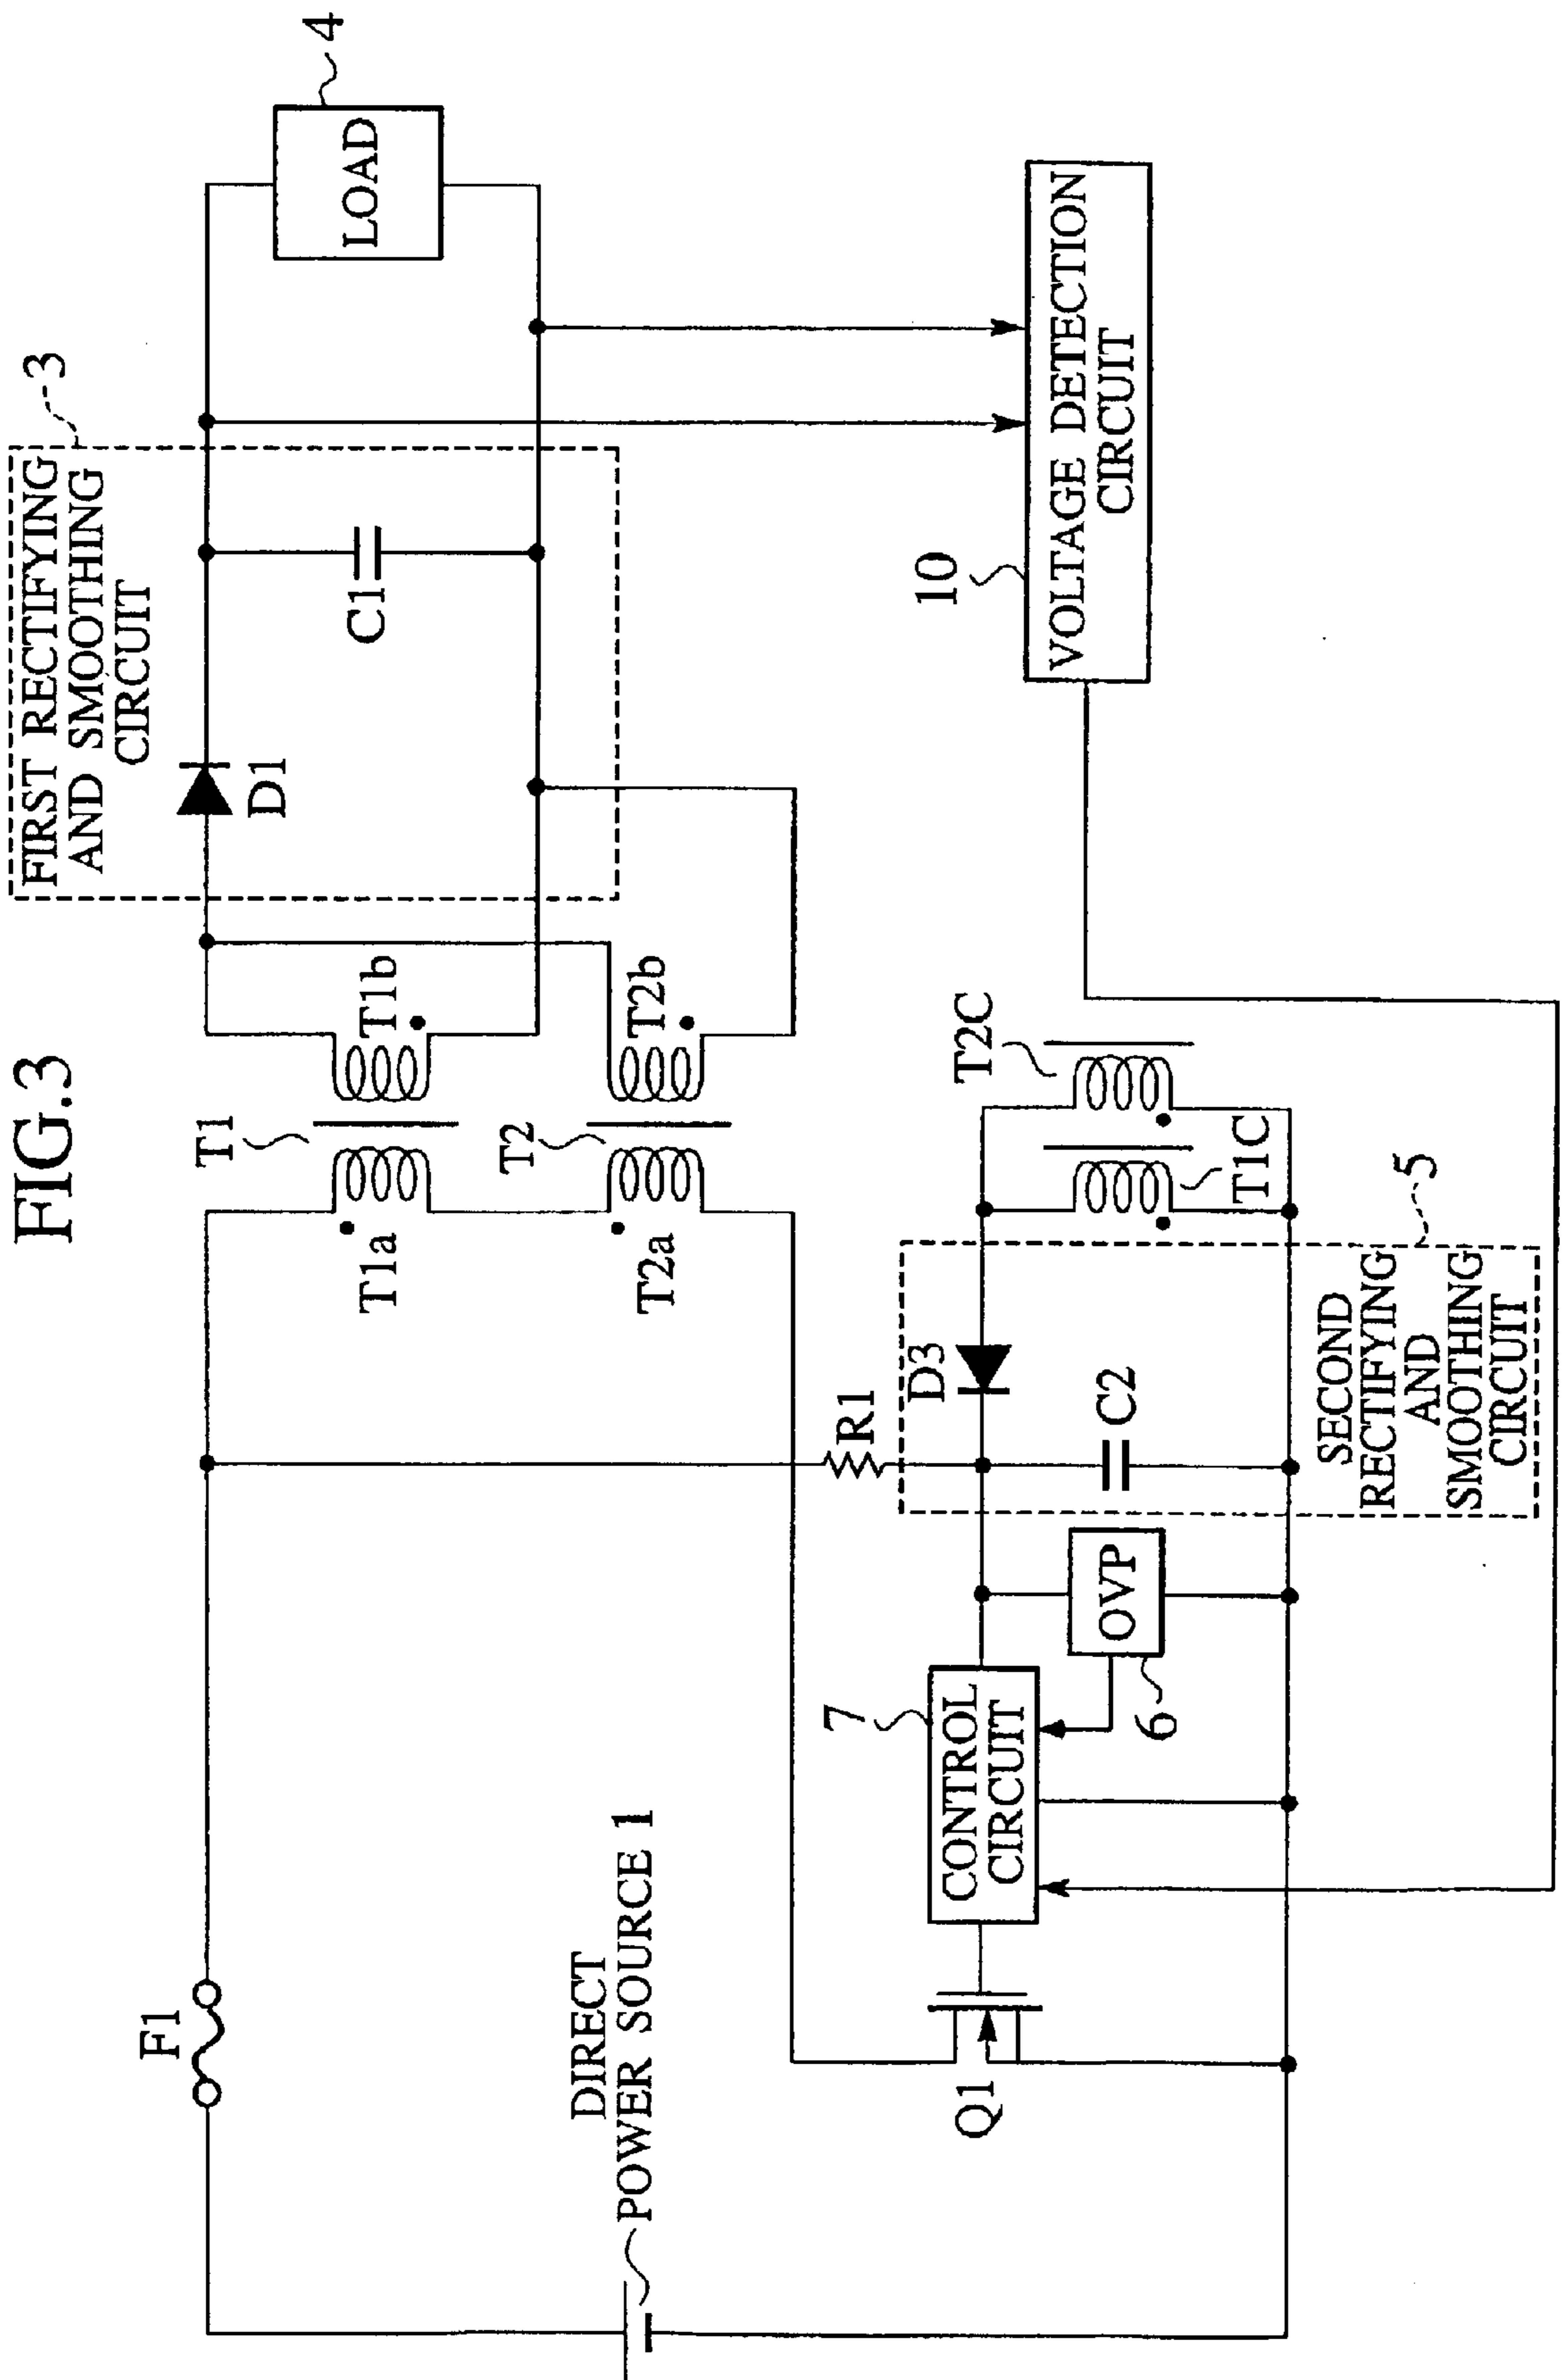 FIG.3
FIRST RECTIFYING
AND SMOOTHING
CIRCUIT
3
4
F1
T1
D1
C1
LOAD
T1a
T1b
T2
T2a
T2b
DIRECT
POWER SOURCE 1
R1
7
10
D3
T2C
Q1
CONTROL
CIRCUIT
VOLTAGE DETECTION
CIRCUIT
OVP
C2
6
T1C
5
SECOND
RECTIFYING
AND
SMOOTHING
CIRCUIT